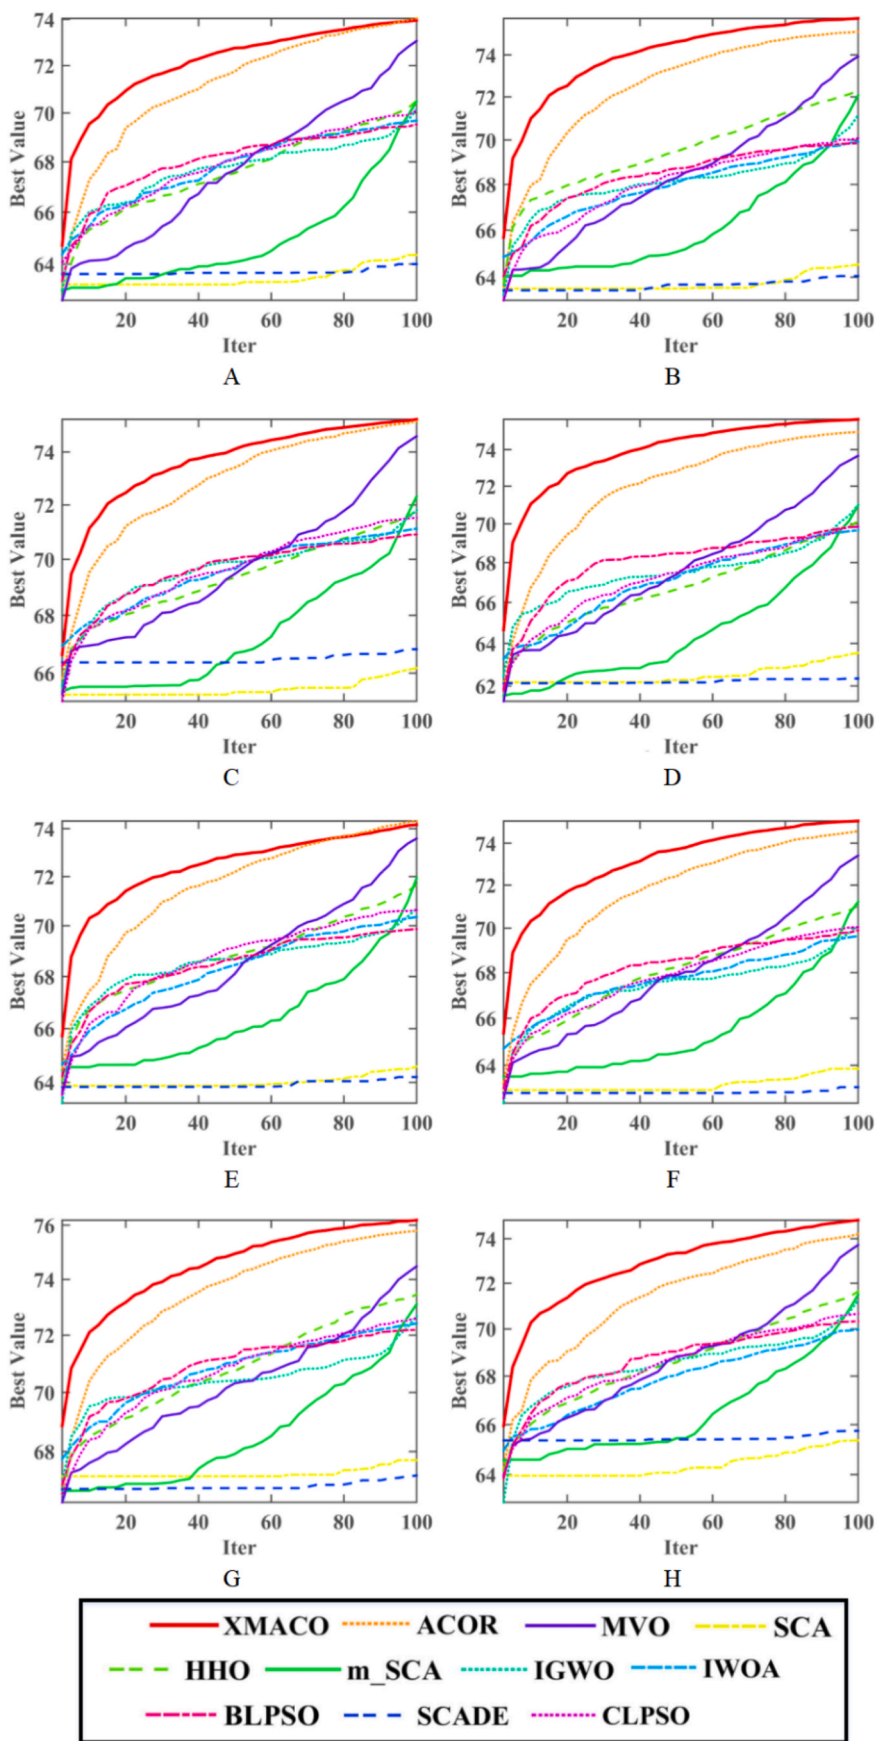 74
72
70
68
66
64
Best Value
20 40 60 80 100
Iter
A
74
72
70
68
66
64
Best Value
20 40 60 80 100
Iter
B
74
72
70
68
66
Best Value
20 40 60 80 100
Iter
C
74
72
70
68
66
64
62
Best Value
20 40 60 80 100
Iter
D
74
72
70
68
66
64
Best Value
20 40 60 80 100
Iter
E
74
72
70
68
66
64
Best Value
20 40 60 80 100
Iter
F
76
74
72
70
68
Best Value
20 40 60 80 100
Iter
G
74
72
70
68
66
64
Best Value
20 40 60 80 100
Iter
H
XMACO ACOR MVO SCA
HHO m_SCA IGWO IWOA
BLPSO SCADE CLPSO